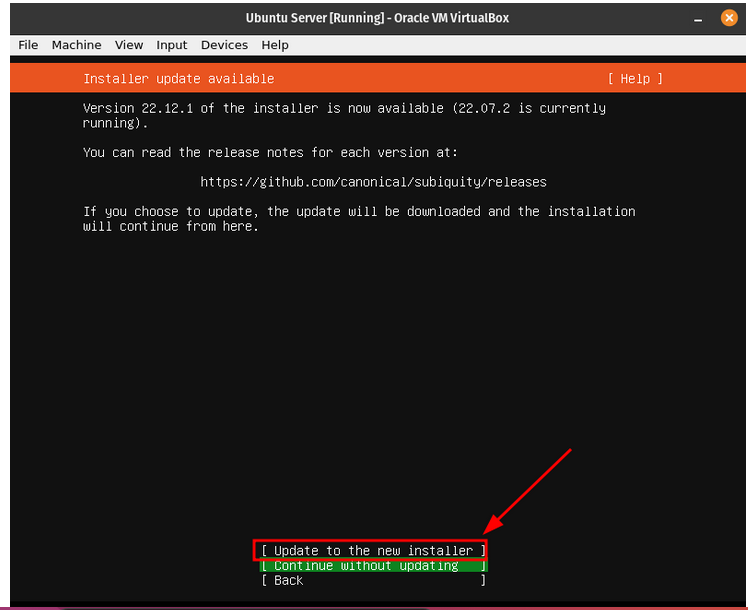 Ubuntu Server [Running] - Oracle VM VirtualBox
File Machine View Input Devices Help
Installer update available [ Help ]
Version 22.12.1 of the installer is now available (22.07.2 is currently
running).
You can read the release notes for each version at:
https://github.com/canonical/subiquity/releases
If you choose to update, the update will be downloaded and the installation
will continue from here.
[ Update to the new installer ]
[ Continue without updating ]
[ Back ]